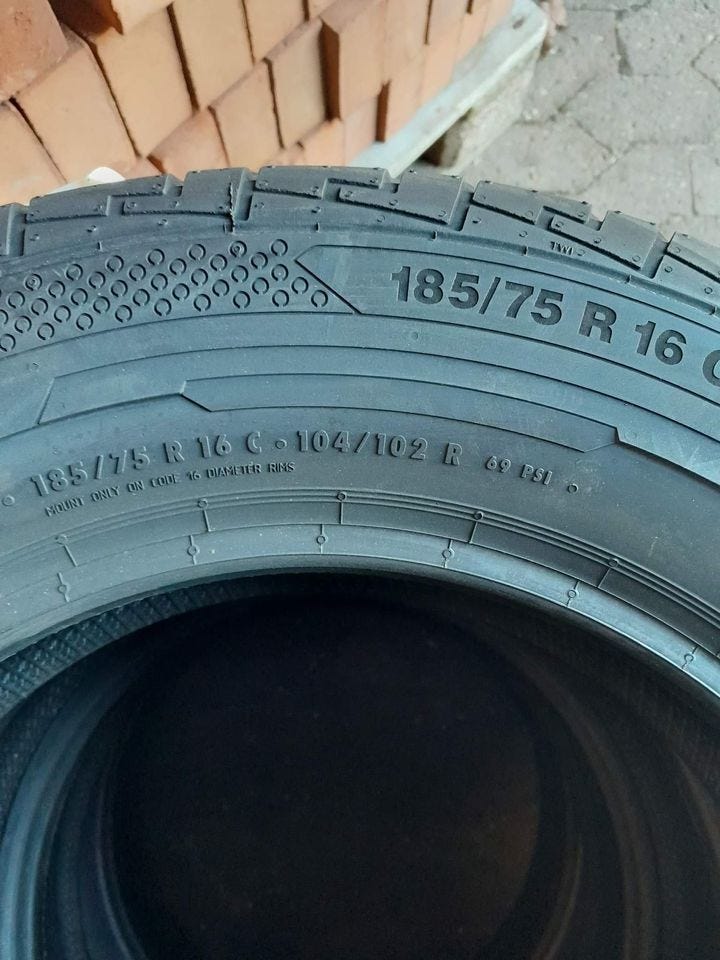 TWI
185/75 R 16 C
185/75 R 16 C • 104/102 R 69 PSI
MOUNT ONLY ON CODE 16 DIAMETER RIMS